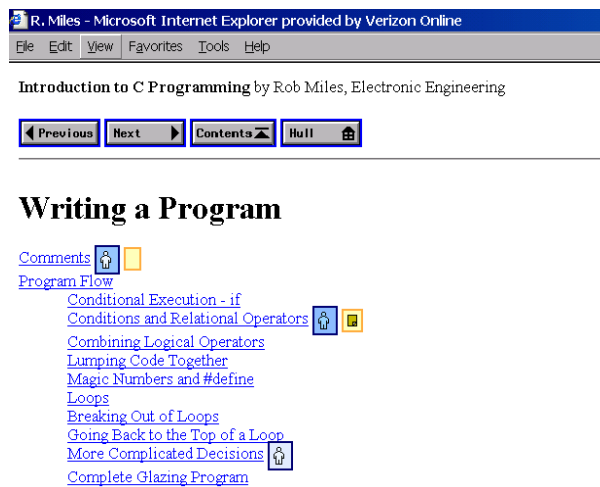 R. Miles - Microsoft Internet Explorer provided by Verizon Online
File Edit View Favorites Tools Help
Introduction to C Programming by Rob Miles, Electronic Engineering
Previous Next Contents Hull
Writing a Program
Comments
Program Flow
Conditional Execution - if
Conditions and Relational Operators
Combining Logical Operators
Lumping Code Together
Magic Numbers and #define
Loops
Breaking Out of Loops
Going Back to the Top of a Loop
More Complicated Decisions
Complete Glazing Program